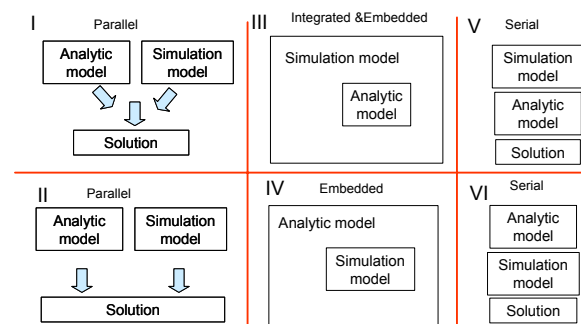 I
Parallel
Analytic
model
Simulation
model
Solution
III
Integrated &Embedded
Simulation model
Analytic
model
V
Serial
Simulation
model
Analytic
model
Solution
II
Parallel
Analytic
model
Simulation
model
Solution
IV
Embedded
Analytic model
Simulation
model
VI
Serial
Analytic
model
Simulation
model
Solution